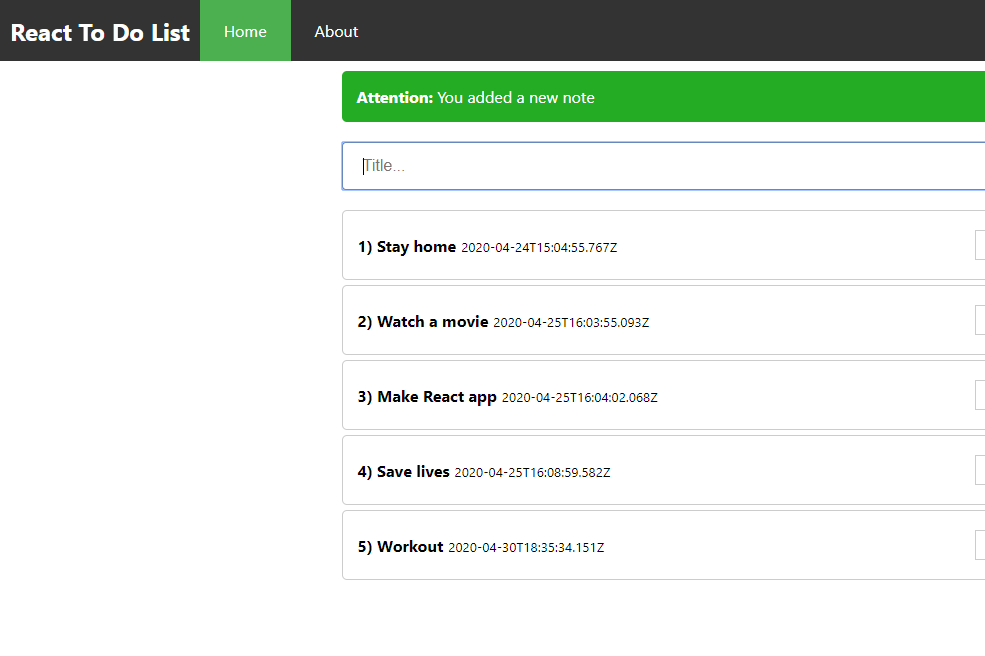 React To Do List Home About
Attention: You added a new note
Title...
1) Stay home 2020-04-24T15:04:55.767Z
2) Watch a movie 2020-04-25T16:03:55.093Z
3) Make React app 2020-04-25T16:04:02.068Z
4) Save lives 2020-04-25T16:08:59.582Z
5) Workout 2020-04-30T18:35:34.151Z